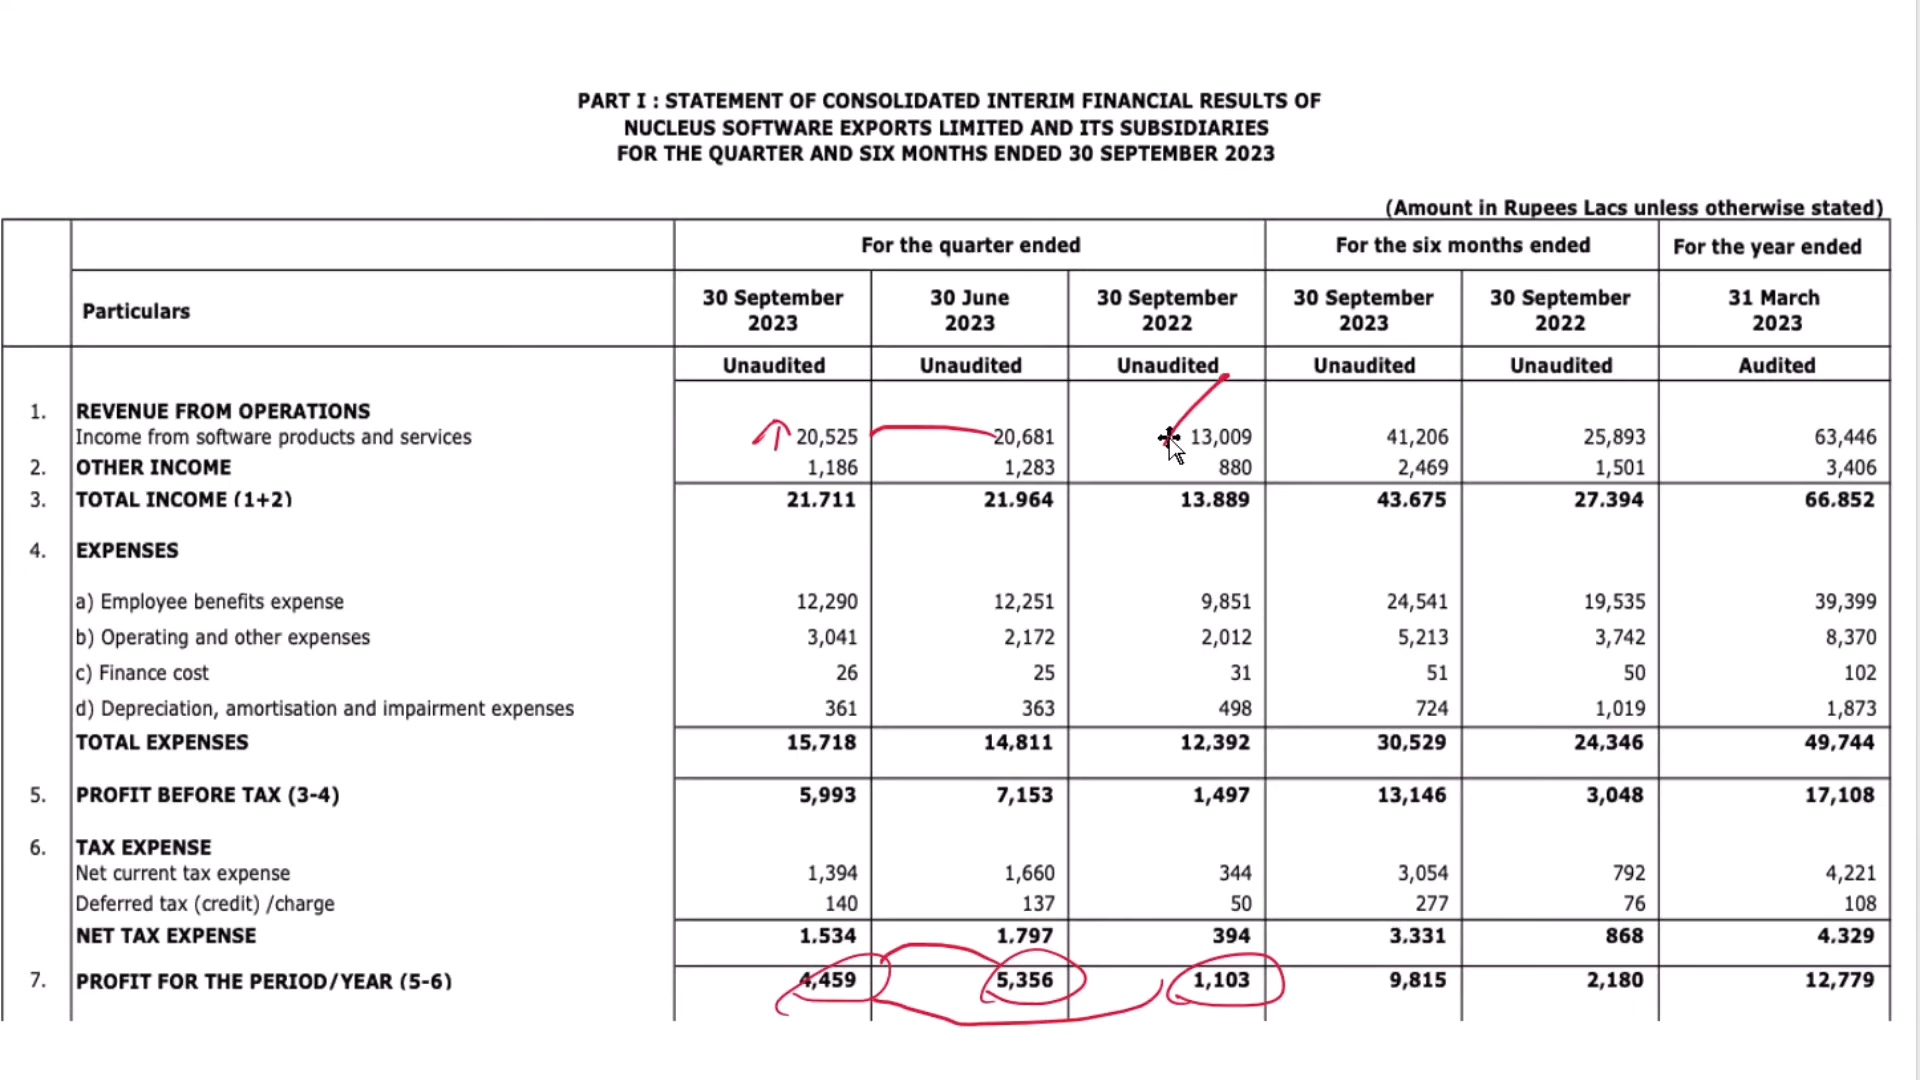 PART I : STATEMENT OF CONSOLIDATED INTERIM FINANCIAL RESULTS OF
NUCLEUS SOFTWARE EXPORTS LIMITED AND ITS SUBSIDIARIES
FOR THE QUARTER AND SIX MONTHS ENDED 30 SEPTEMBER 2023
(Amount in Rupees Lacs unless otherwise stated)
For the quarter ended For the six months ended For the year ended
Particulars 30 September 2023 30 June 2023 30 September 2022 30 September 2023 30 September 2022 31 March 2023
Unaudited Unaudited Unaudited Unaudited Unaudited Audited
1. REVENUE FROM OPERATIONS
Income from software products and services 20,525 20,681 13,009 41,206 25,893 63,446
2. OTHER INCOME 1,186 1,283 880 2,469 1,501 3,406
3. TOTAL INCOME (1+2) 21.711 21.964 13.889 43.675 27.394 66.852
4. EXPENSES
a) Employee benefits expense 12,290 12,251 9,851 24,541 19,535 39,399
b) Operating and other expenses 3,041 2,172 2,012 5,213 3,742 8,370
c) Finance cost 26 25 31 51 50 102
d) Depreciation, amortisation and impairment expenses 361 363 498 724 1,019 1,873
TOTAL EXPENSES 15,718 14,811 12,392 30,529 24,346 49,744
5. PROFIT BEFORE TAX (3-4) 5,993 7,153 1,497 13,146 3,048 17,108
6. TAX EXPENSE
Net current tax expense 1,394 1,660 344 3,054 792 4,221
Deferred tax (credit) /charge 140 137 50 277 76 108
NET TAX EXPENSE 1.534 1.797 394 3.331 868 4.329
7. PROFIT FOR THE PERIOD/YEAR (5-6) 4,459 5,356 1,103 9,815 2,180 12,779